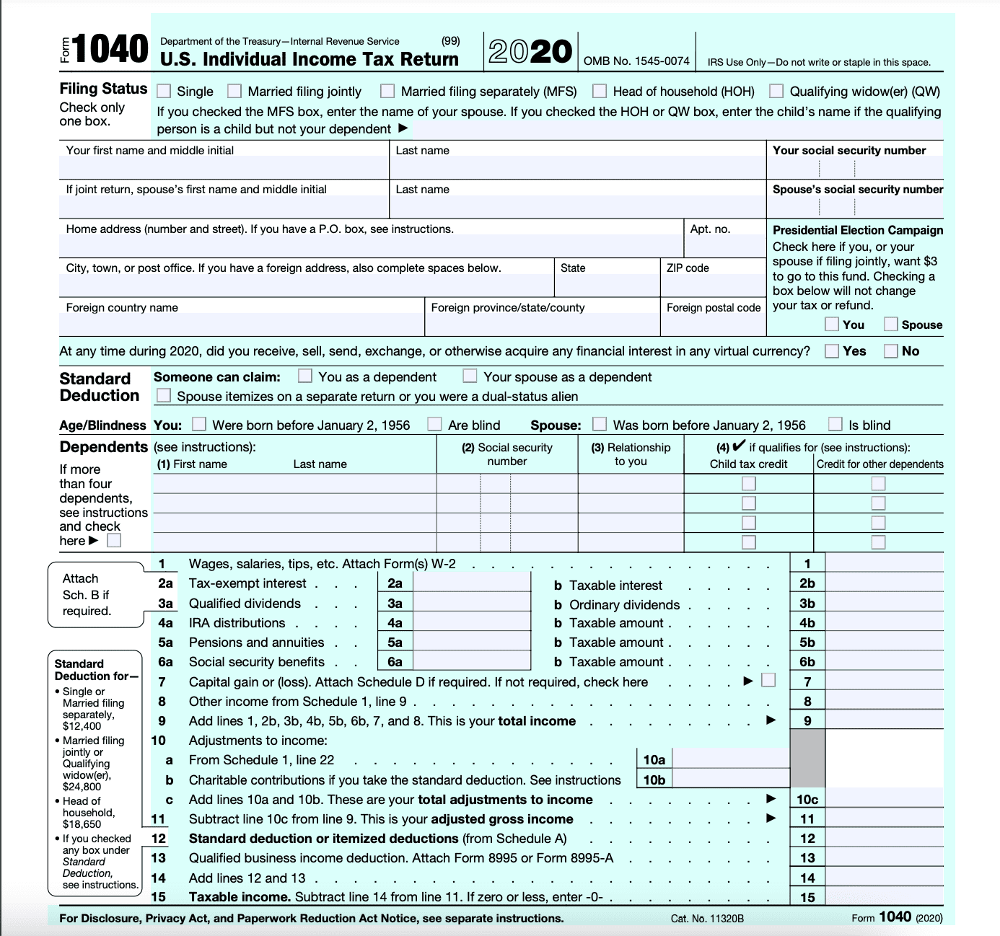 Form 1040 Department of the Treasury—Internal Revenue Service (99) U.S. Individual Income Tax Return 2020 OMB No. 1545-0074 IRS Use Only—Do not write or staple in this space.
Filing Status
Check only
one box.
Single Married filing jointly Married filing separately (MFS) Head of household (HOH) Qualifying widow(er) (QW)
If you checked the MFS box, enter the name of your spouse. If you checked the HOH or QW box, enter the child's name if the qualifying
person is a child but not your dependent ▶
Your first name and middle initial Last name Your social security number
If joint return, spouse's first name and middle initial Last name Spouse's social security number
Home address (number and street). If you have a P.O. box, see instructions. Apt. no.
City, town, or post office. If you have a foreign address, also complete spaces below. State ZIP code
Foreign country name Foreign province/state/county Foreign postal code
Presidential Election Campaign
Check here if you, or your
spouse if filing jointly, want $3
to go to this fund. Checking a
box below will not change
your tax or refund.
You Spouse
At any time during 2020, did you receive, sell, send, exchange, or otherwise acquire any financial interest in any virtual currency? Yes No
Standard
Deduction
Someone can claim: You as a dependent Your spouse as a dependent
Spouse itemizes on a separate return or you were a dual-status alien
Age/Blindness You: Were born before January 2, 1956 Are blind Spouse: Was born before January 2, 1956 Is blind
Dependents (see instructions):
(1) First name Last name
(2) Social security
number
(3) Relationship
to you
(4) ✔ if qualifies for (see instructions):
Child tax credit Credit for other dependents
If more
than four
dependents,
see instructions
and check
here ▶
Attach
Sch. B if
required.
1 Wages, salaries, tips, etc. Attach Form(s) W-2 . . . . . . . . . . . . . . . . 1
2a Tax-exempt interest . . . 2a b Taxable interest . . . . . 2b
3a Qualified dividends . . . 3a b Ordinary dividends . . . . . 3b
4a IRA distributions . . . . 4a b Taxable amount . . . . . . 4b
5a Pensions and annuities . . 5a b Taxable amount . . . . . . 5b
6a Social security benefits . . 6a b Taxable amount . . . . . . 6b
7 Capital gain or (loss). Attach Schedule D if required. If not required, check here . . . . ▶ 7
8 Other income from Schedule 1, line 9 . . . . . . . . . . . . . . . . . . . 8
9 Add lines 1, 2b, 3b, 4b, 5b, 6b, 7, and 8. This is your total income . . . . . . . . . ▶ 9
10 Adjustments to income:
a From Schedule 1, line 22 . . . . . . . . . . . . . . 10a
b Charitable contributions if you take the standard deduction. See instructions 10b
c Add lines 10a and 10b. These are your total adjustments to income . . . . . . . . ▶ 10c
11 Subtract line 10c from line 9. This is your adjusted gross income . . . . . . . . . ▶ 11
12 Standard deduction or itemized deductions (from Schedule A) . . . . . . . . . . 12
13 Qualified business income deduction. Attach Form 8995 or Form 8995-A . . . . . . . . 13
14 Add lines 12 and 13 . . . . . . . . . . . . . . . . . . . . . . . . 14
15 Taxable income. Subtract line 14 from line 11. If zero or less, enter -0- . . . . . . . . . 15
Standard
Deduction for—
• Single or
Married filing
separately,
$12,400
• Married filing
jointly or
Qualifying
widow(er),
$24,800
• Head of
household,
$18,650
• If you checked
any box under
Standard
Deduction,
see instructions.
For Disclosure, Privacy Act, and Paperwork Reduction Act Notice, see separate instructions. Cat. No. 11320B Form 1040 (2020)